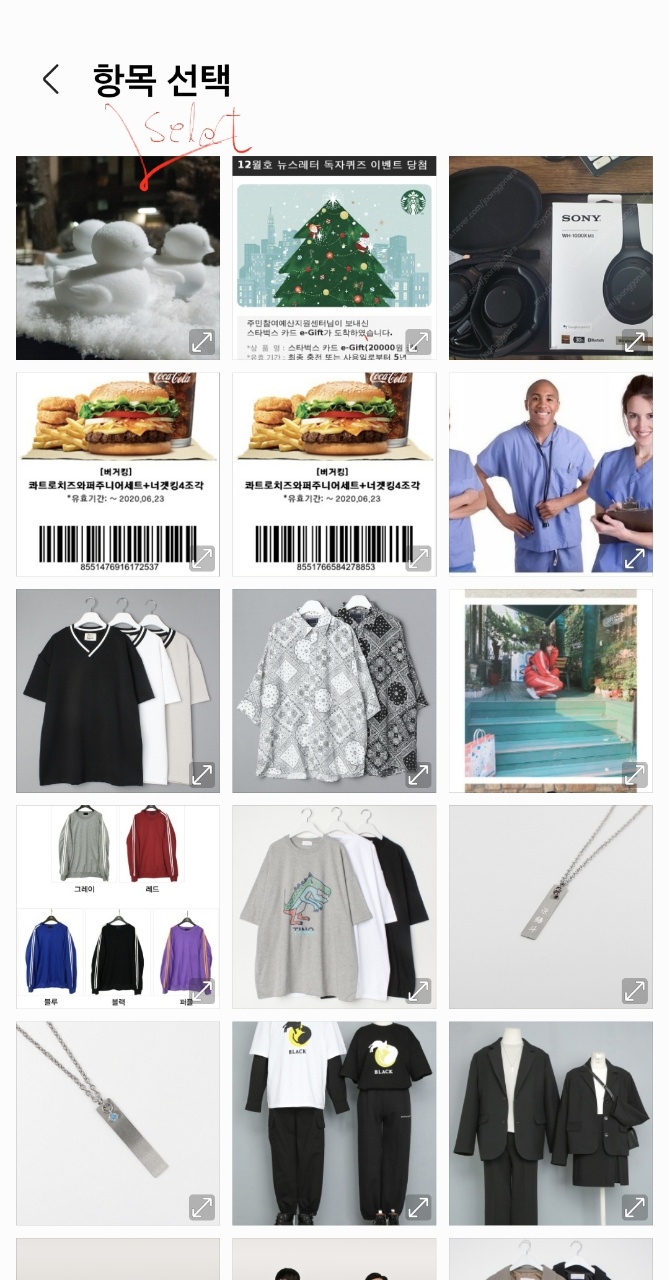 항목 선택
Select
12월호 뉴스레터 독자퀴즈 이벤트 당첨
주민참여예산지원센터님이 보내신
스타벅스 카드 e-Gift가 도착하였습니다.
*상 품 명 : 스타벅스 카드 e-Gift(20000원
*유효기간 : 최종 충전 또는 사용일로부터 5년
SONY
WH-1000XM3
Bluetooth
Coca-Cola
[버거킹]
콰트로치즈와퍼주니어세트+너겟킹4조각
*유효기간: ~ 2020,06,23
8551476916172537
Coca-Cola
[버거킹]
콰트로치즈와퍼주니어세트+너겟킹4조각
*유효기간: ~ 2020,06,23
8551766584278853
그레이
레드
블루
블랙
퍼플
TINO
BLACK
BLACK